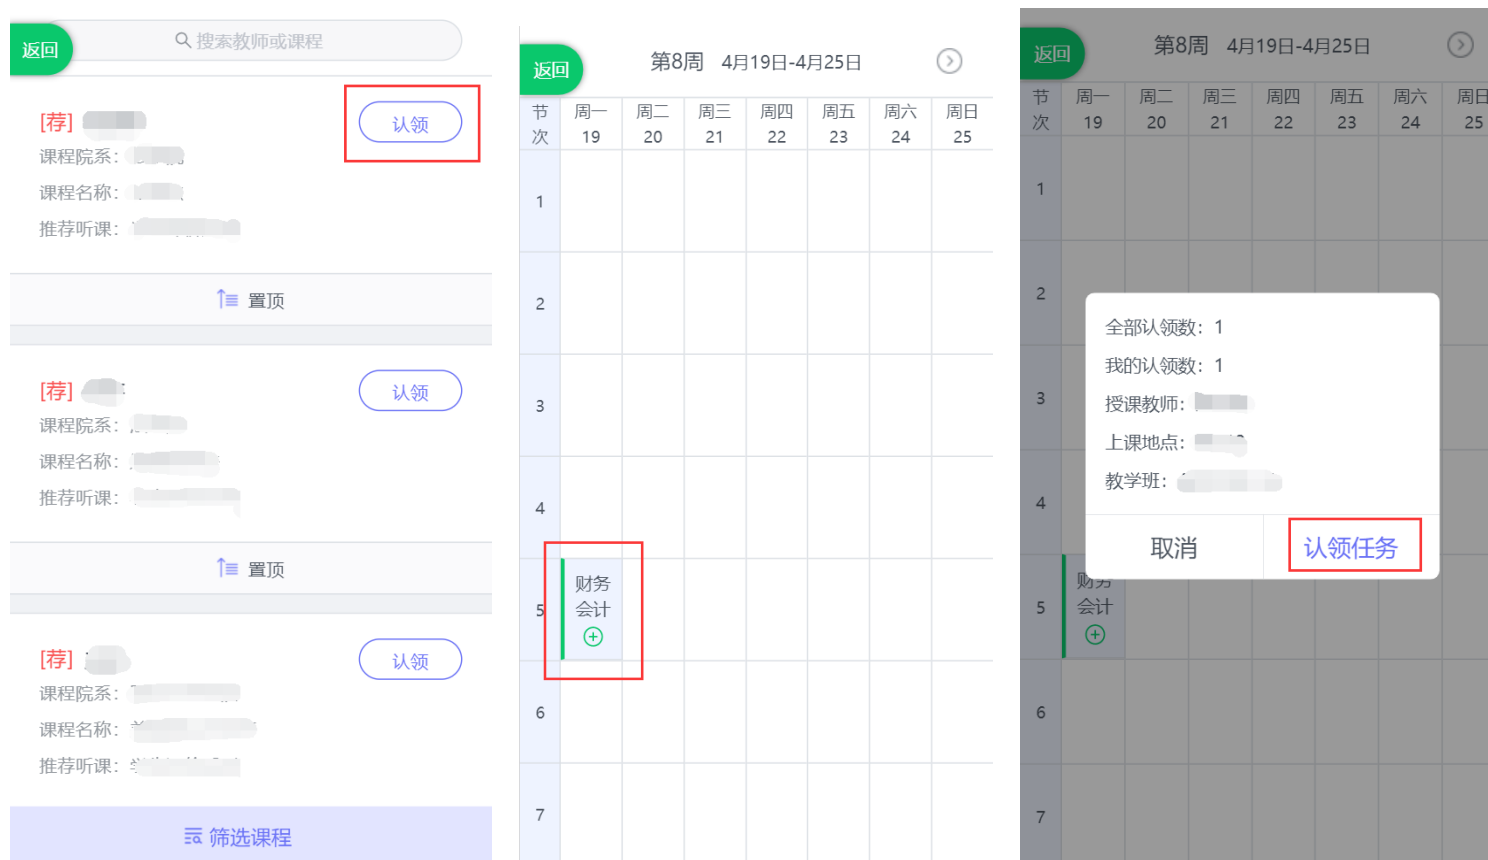 返回
搜索教师或课程
[荐]
认领
课程院系：
课程名称：
推荐听课：
置顶
[荐]
认领
课程院系：
课程名称：
推荐听课：
置顶
[荐]
认领
课程院系：
课程名称：
推荐听课：
筛选课程
返回
第8周 4月19日-4月25日
节次 周一 周二 周三 周四 周五 周六 周日
19 20 21 22 23 24 25
1
2
3
4
5
财务
会计
6
7
返回
第8周 4月19日-4月25日
节次 周一 周二 周三 周四 周五 周六 周日
19 20 21 22 23 24 25
1
2
3
4
5
6
7
全部认领数：1
我的认领数：1
授课教师：
上课地点：
教学班：
取消
认领任务
财务
会计